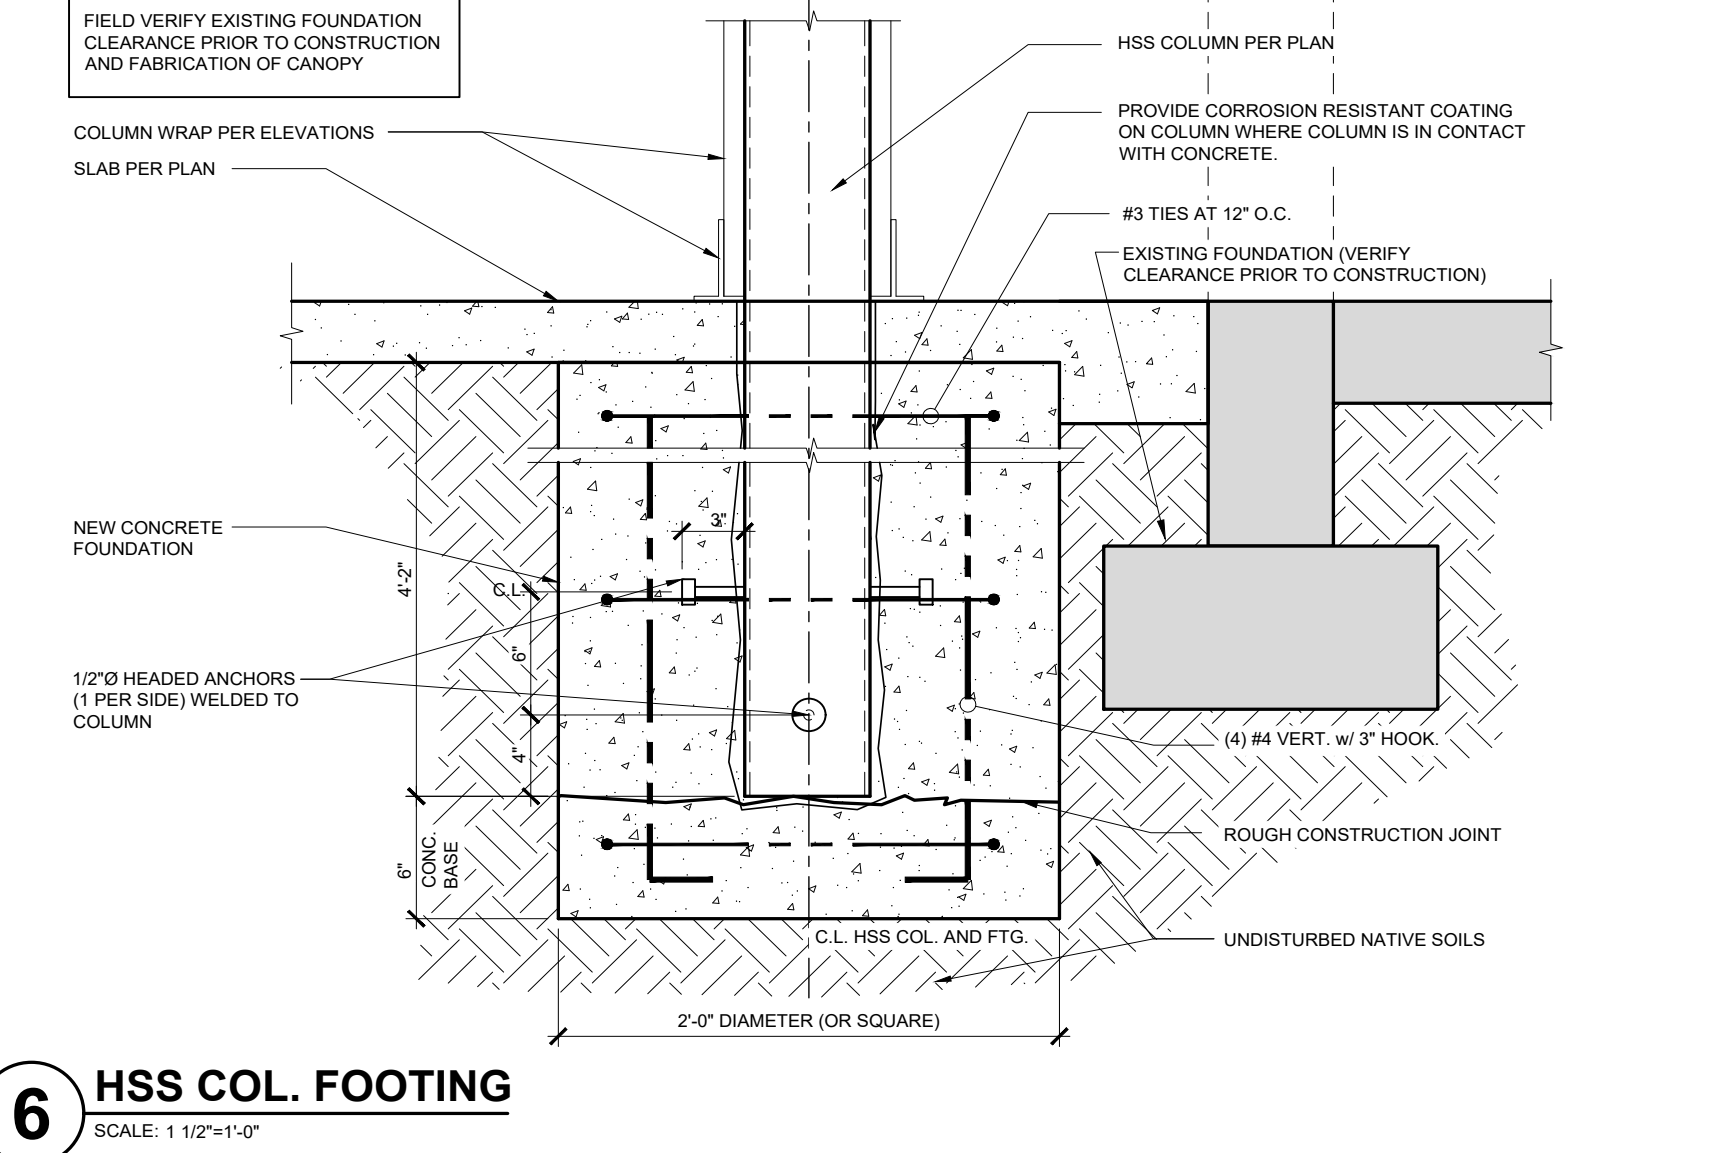 FIELD VERIFY EXISTING FOUNDATION
CLEARANCE PRIOR TO CONSTRUCTION
AND FABRICATION OF CANOPY
COLUMN WRAP PER ELEVATIONS
SLAB PER PLAN
HSS COLUMN PER PLAN
PROVIDE CORROSION RESISTANT COATING
ON COLUMN WHERE COLUMN IS IN CONTACT
WITH CONCRETE.
#3 TIES AT 12" O.C.
EXISTING FOUNDATION (VERIFY
CLEARANCE PRIOR TO CONSTRUCTION)
NEW CONCRETE
FOUNDATION
3"
4'-2"
C.L.
6"
1/2"Ø HEADED ANCHORS
(1 PER SIDE) WELDED TO
COLUMN
4"
(4) #4 VERT. w/ 3" HOOK.
ROUGH CONSTRUCTION JOINT
6"
CONC.
BASE
C.L. HSS COL. AND FTG.
UNDISTURBED NATIVE SOILS
2'-0" DIAMETER (OR SQUARE)
6
HSS COL. FOOTING
SCALE: 1 1/2"=1'-0"